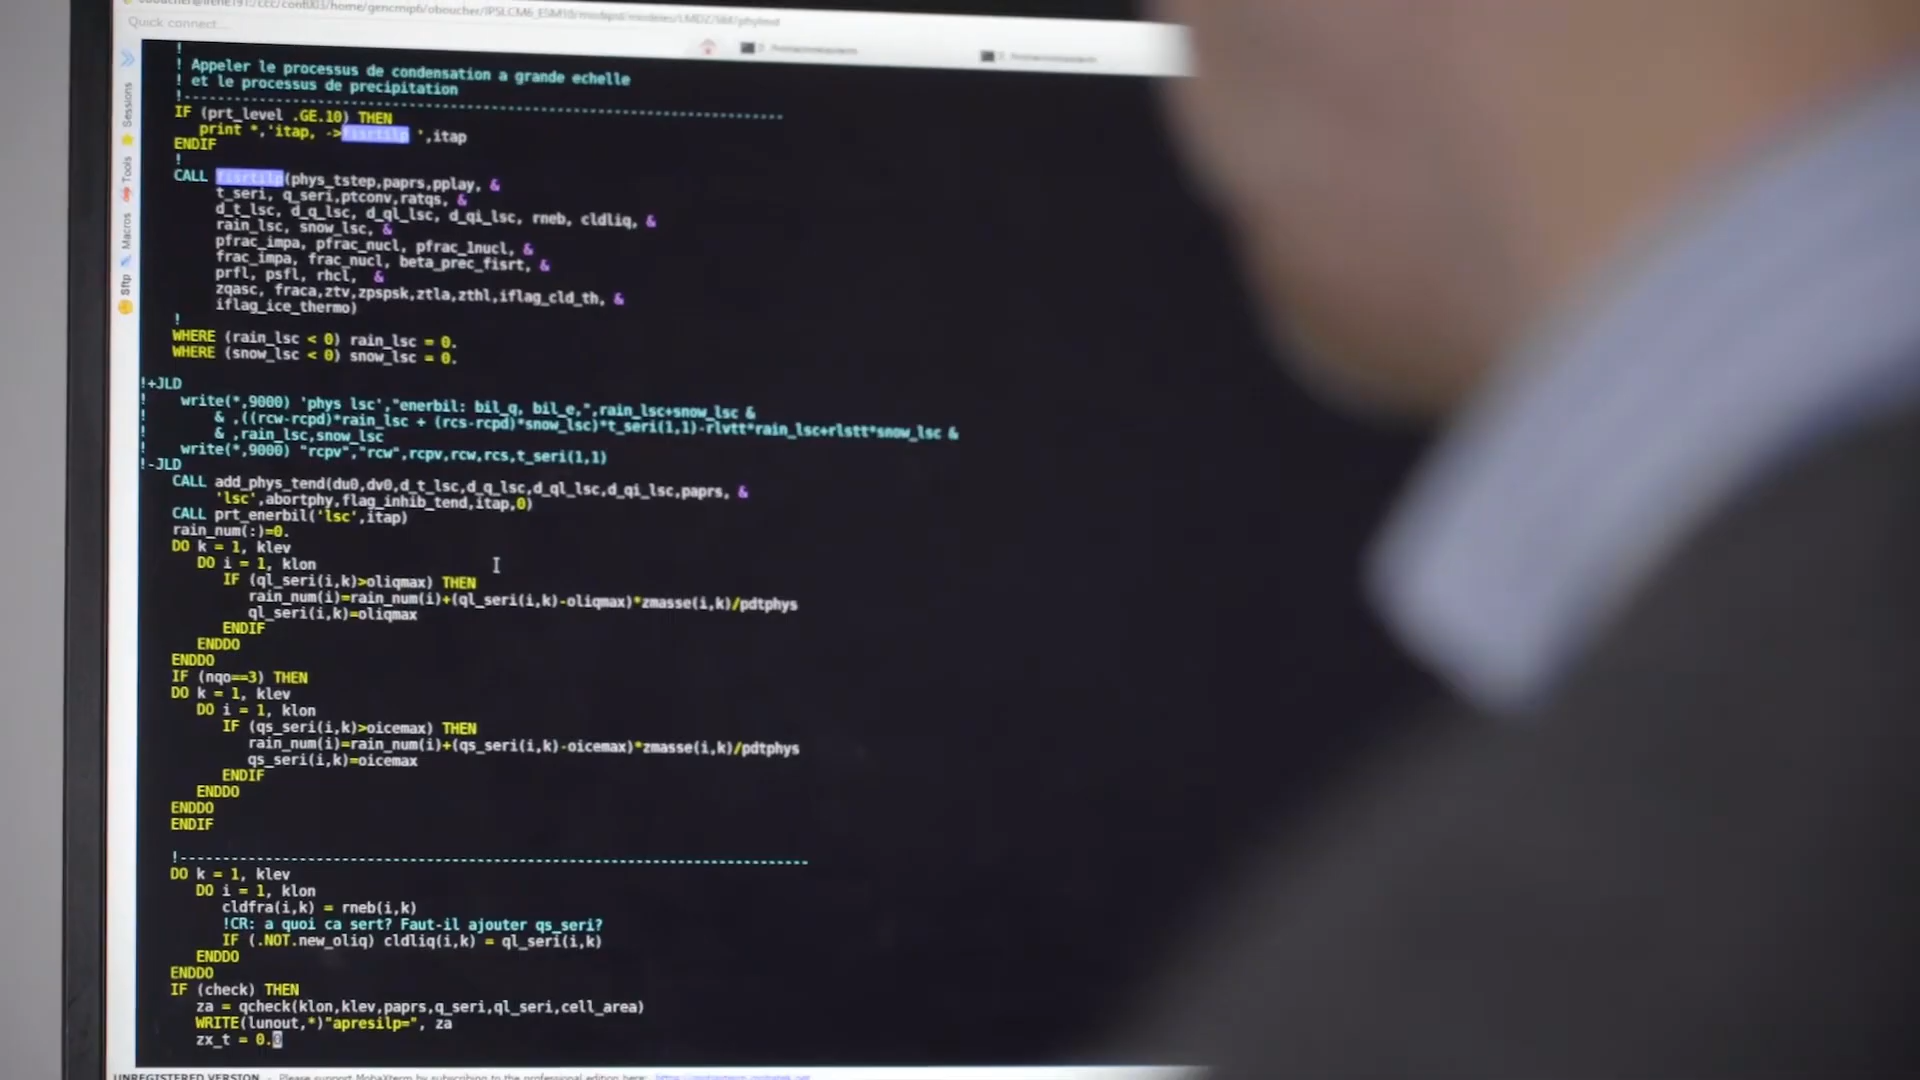 Quick connect...
Sessions
Tools
Macros
Sftp
!
! Appeler le processus de condensation a grande echelle
! et le processus de precipitation
!--------------------------------------------------------------------------
IF (prt_level .GE.10) THEN
print *,'itap, ->fisrtilp ',itap
ENDIF
!
CALL fisrtilp(phys_tstep,paprs,pplay, &
t_seri, q_seri,ptconv,ratqs, &
d_t_lsc, d_q_lsc, d_ql_lsc, d_qi_lsc, rneb, cldliq, &
rain_lsc, snow_lsc, &
pfrac_impa, pfrac_nucl, pfrac_1nucl, &
frac_impa, frac_nucl, beta_prec_fisrt, &
prfl, psfl, rhcl, &
zqasc, fraca,ztv,zpspsk,ztla,zthl,iflag_cld_th, &
iflag_ice_thermo)
!
WHERE (rain_lsc < 0) rain_lsc = 0.
WHERE (snow_lsc < 0) snow_lsc = 0.
!+JLD
! write(*,9000) 'phys lsc',"enerbil: bil_q, bil_e,",rain_lsc+snow_lsc &
! & ,((rcw-rcpd)*rain_lsc + (rcs-rcpd)*snow_lsc)*t_seri(1,1)-rlvtt*rain_lsc+rlstt*snow_lsc &
! & ,rain_lsc,snow_lsc
! write(*,9000) "rcpv","rcw",rcpv,rcw,rcs,t_seri(1,1)
!-JLD
CALL add_phys_tend(du0,dv0,d_t_lsc,d_q_lsc,d_ql_lsc,d_qi_lsc,paprs, &
'lsc',abortphy,flag_inhib_tend,itap,0)
CALL prt_enerbil('lsc',itap)
rain_num(:)=0.
DO k = 1, klev
DO i = 1, klon
IF (ql_seri(i,k)>oliqmax) THEN
rain_num(i)=rain_num(i)+(ql_seri(i,k)-oliqmax)*zmasse(i,k)/pdtphys
ql_seri(i,k)=oliqmax
ENDIF
ENDDO
ENDDO
IF (nqo==3) THEN
DO k = 1, klev
DO i = 1, klon
IF (qs_seri(i,k)>oicemax) THEN
rain_num(i)=rain_num(i)+(qs_seri(i,k)-oicemax)*zmasse(i,k)/pdtphys
qs_seri(i,k)=oicemax
ENDIF
ENDDO
ENDDO
ENDIF
!---------------------------------------------------------------------------
DO k = 1, klev
DO i = 1, klon
cldfra(i,k) = rneb(i,k)
!CR: a quoi ca sert? Faut-il ajouter qs_seri?
IF (.NOT.new_oliq) cldliq(i,k) = ql_seri(i,k)
ENDDO
ENDDO
IF (check) THEN
za = qcheck(klon,klev,paprs,q_seri,ql_seri,cell_area)
WRITE(lunout,*)"apresilp=", za
zx_t = 0.0
UNREGISTERED VERSION - Please support MobaXterm by subscribing to the professional edition here: